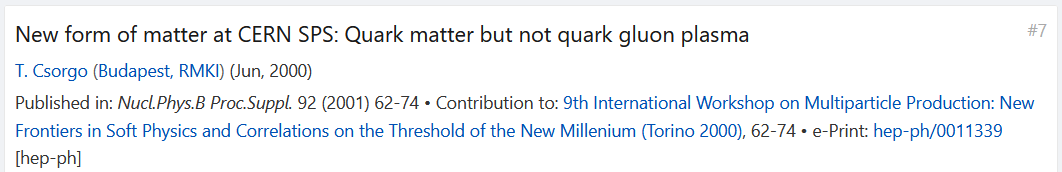 New form of matter at CERN SPS: Quark matter but not quark gluon plasma
#7
T. Csorgo (Budapest, RMKI) (Jun, 2000)
Published in: Nucl.Phys.B Proc.Suppl. 92 (2001) 62-74 • Contribution to: 9th International Workshop on Multiparticle Production: New
Frontiers in Soft Physics and Correlations on the Threshold of the New Millenium (Torino 2000), 62-74 • e-Print: hep-ph/0011339
[hep-ph]